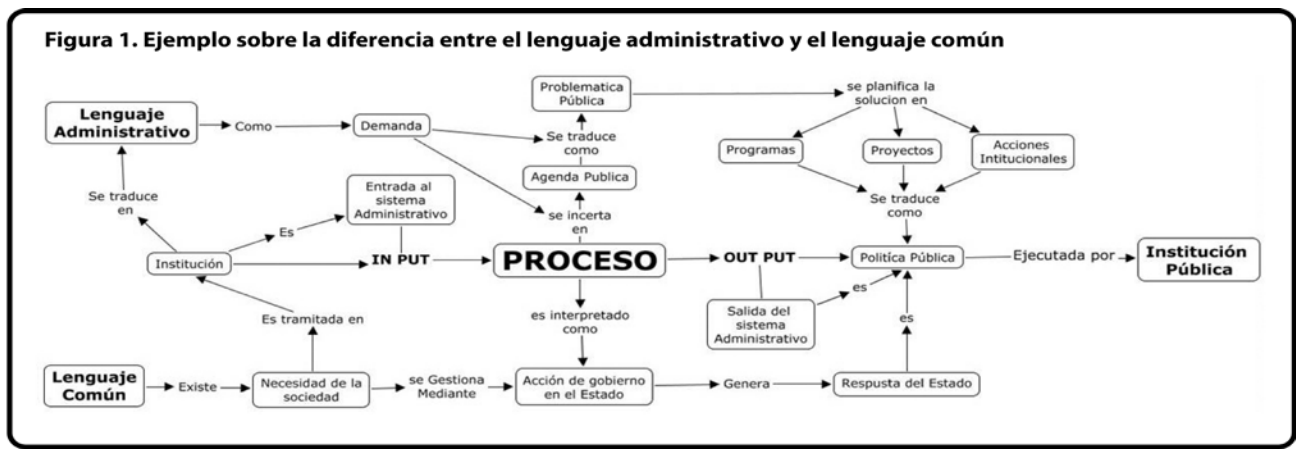 Figura 1. Ejemplo sobre la diferencia entre el lenguaje administrativo y el lenguaje común
Problematica
Pública
se planifica la
solucion en
Lenguaje
Administrativo
Como
Demanda
Se traduce
como
Programas
Proyectos
Acciones
Intitucionales
Agenda Publica
Se traduce
en
Entrada al
sistema
Administrativo
Es
se incerta
en
Se traduce
como
Institución
IN PUT
PROCESO
OUT PUT
Política Pública
Ejecutada por
Institución
Pública
Es tramitada en
es interpretado
como
Salida del
sistema
Administrativo
es
es
Lenguaje
Común
Existe
Necesidad de la
sociedad
se Gestiona
Mediante
Acción de gobierno
en el Estado
Genera
Respusta del Estado